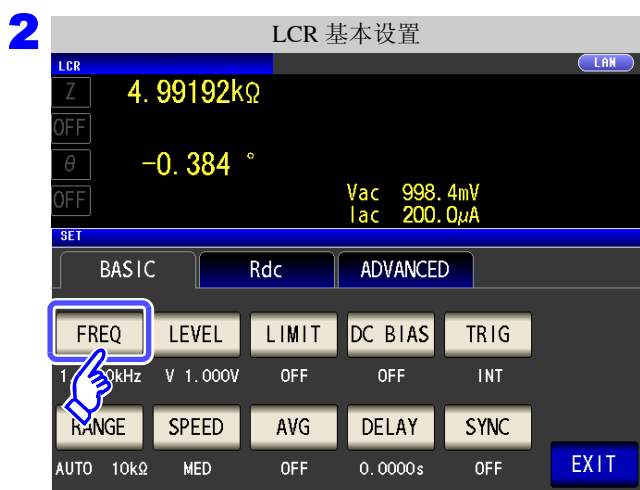 2
LCR 基本设置
LCR LAN
Z 4.99192kΩ
OFF
θ -0.384 °
OFF
Vac 998.4mV
Iac 200.0μA
SET
BASIC Rdc ADVANCED
FREQ LEVEL LIMIT DC BIAS TRIG
V 1.000V OFF OFF INT
RANGE SPEED AVG DELAY SYNC
AUTO 10kΩ MED OFF 0.0000s OFF
EXIT